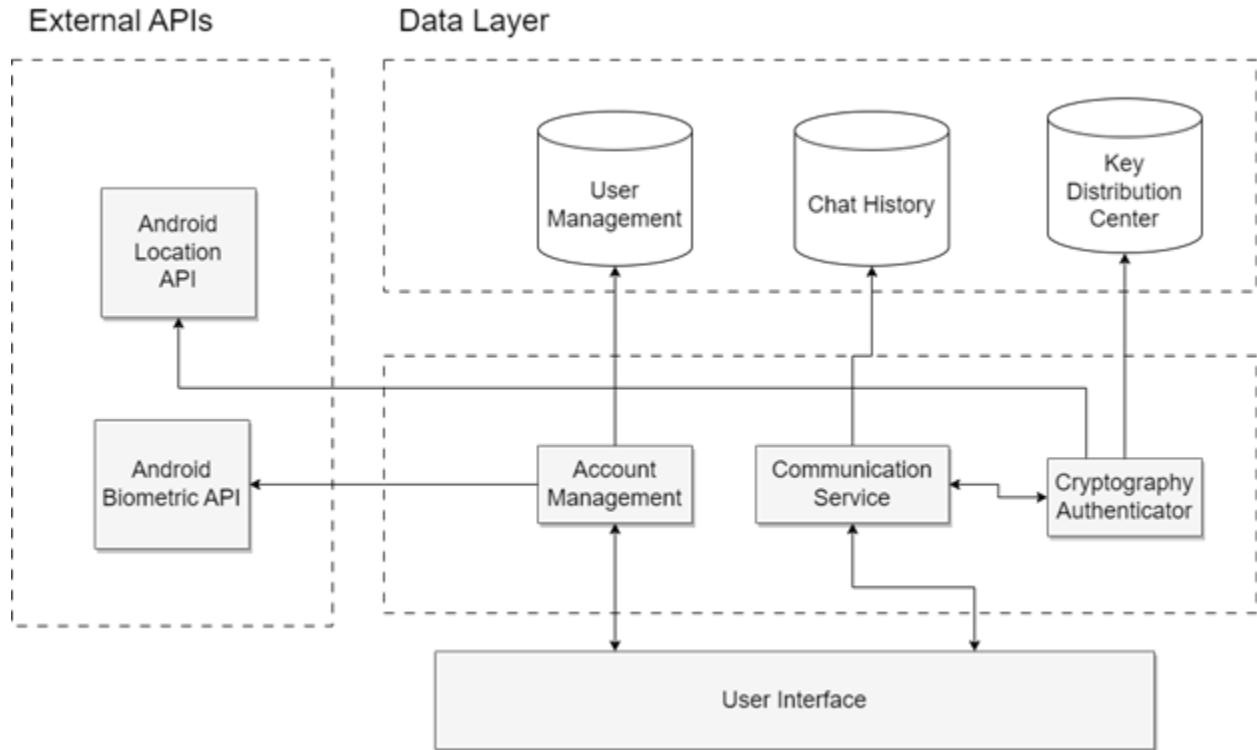 External APIs
Data Layer
User
Management
Chat History
Key
Distribution
Center
Android
Location
API
Android
Biometric API
Account
Management
Communication
Service
Cryptography
Authenticator
User Interface